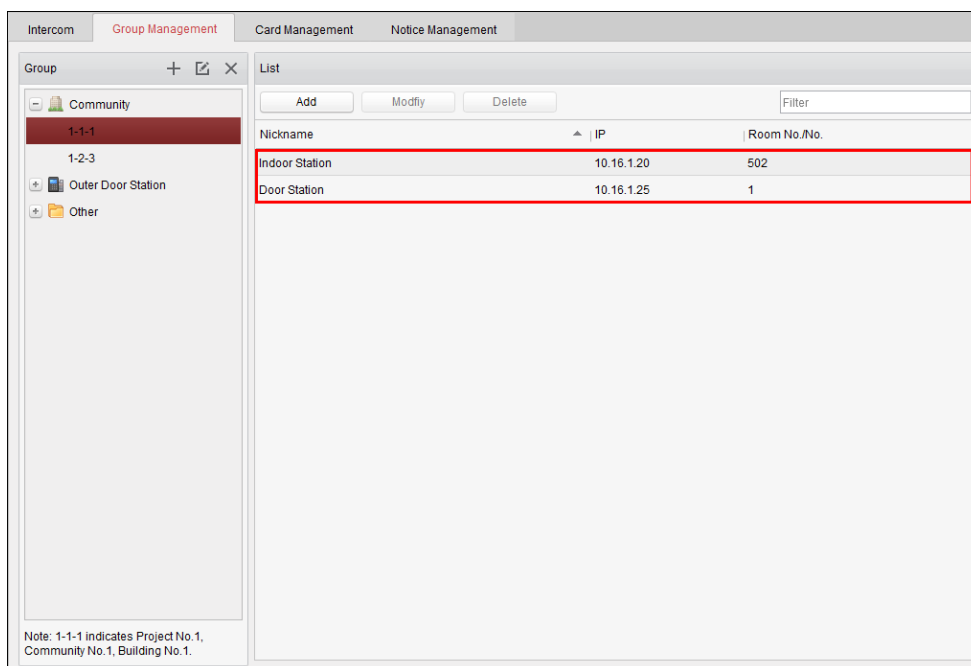 Intercom Group Management Card Management Notice Management
Group
List
Community
1-1-1
1-2-3
Outer Door Station
Other
Add Modfiy Delete Filter
Nickname IP Room No./No.
Indoor Station 10.16.1.20 502
Door Station 10.16.1.25 1
Note: 1-1-1 indicates Project No.1,
Community No.1, Building No.1.